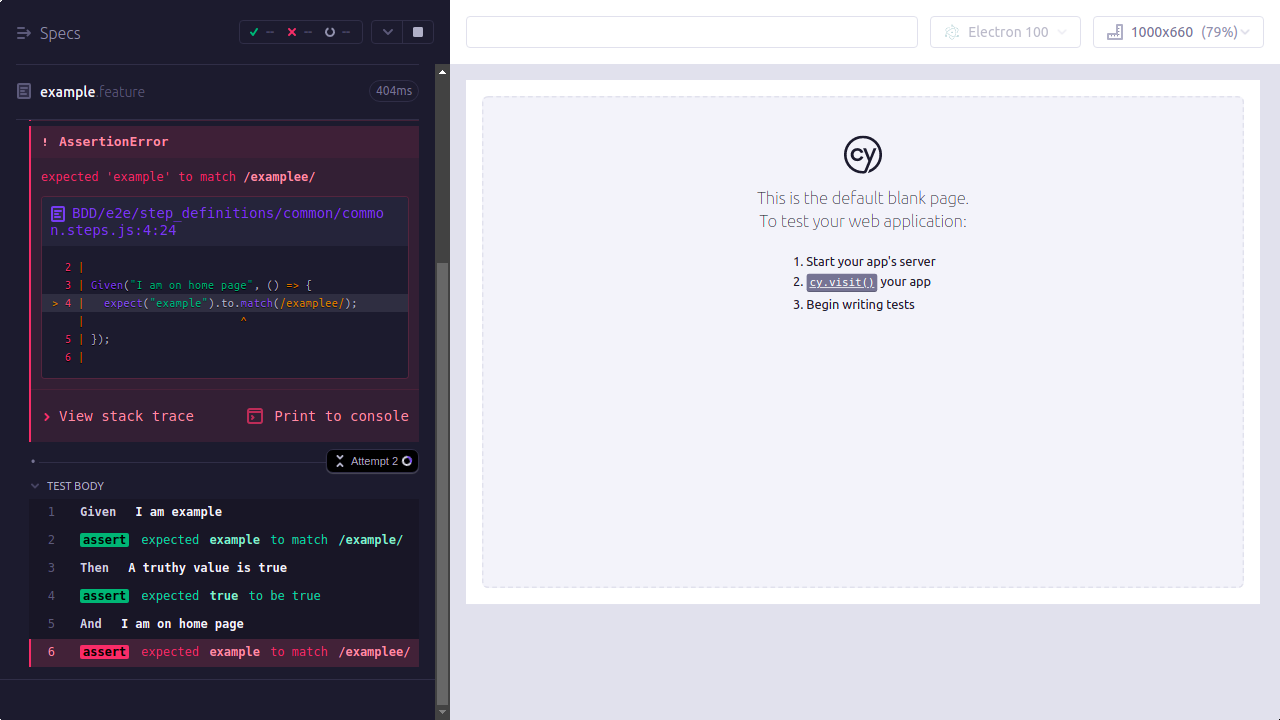 Specs
--
--
--
Electron 100
1000x660 (79%)
example.feature
404ms
! AssertionError
expected 'example' to match /examplee/
BDD/e2e/step_definitions/common/commo
n.steps.js:4:24
2 |
3 | Given("I am on home page", () => {
> 4 |   expect("example").to.match(/examplee/);
|                        ^
5 | });
6 |
View stack trace
Print to console
Attempt 2
TEST BODY
1 Given I am example
2 assert expected example to match /example/
3 Then A truthy value is true
4 assert expected true to be true
5 And I am on home page
6 assert expected example to match /examplee/
cy
This is the default blank page.
To test your web application:
1. Start your app's server
2. cy.visit() your app
3. Begin writing tests